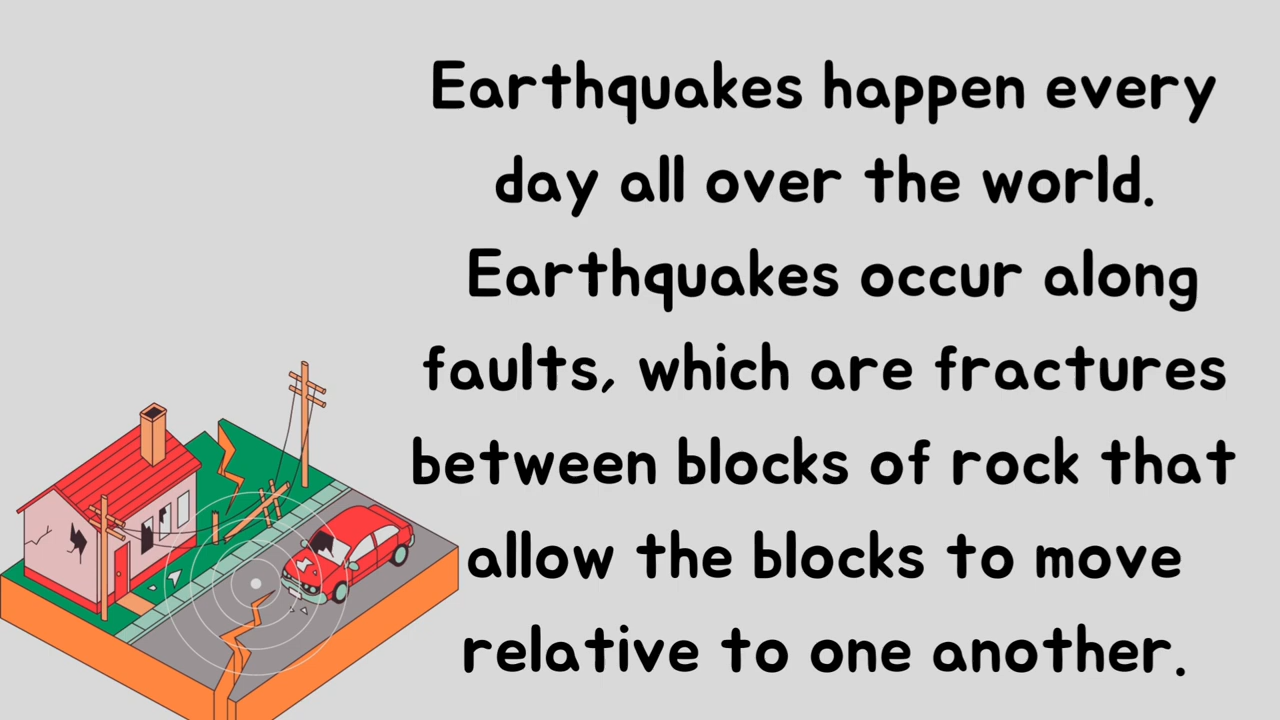 Earthquakes happen every
day all over the world.
Earthquakes occur along
faults, which are fractures
between blocks of rock that
allow the blocks to move
relative to one another.